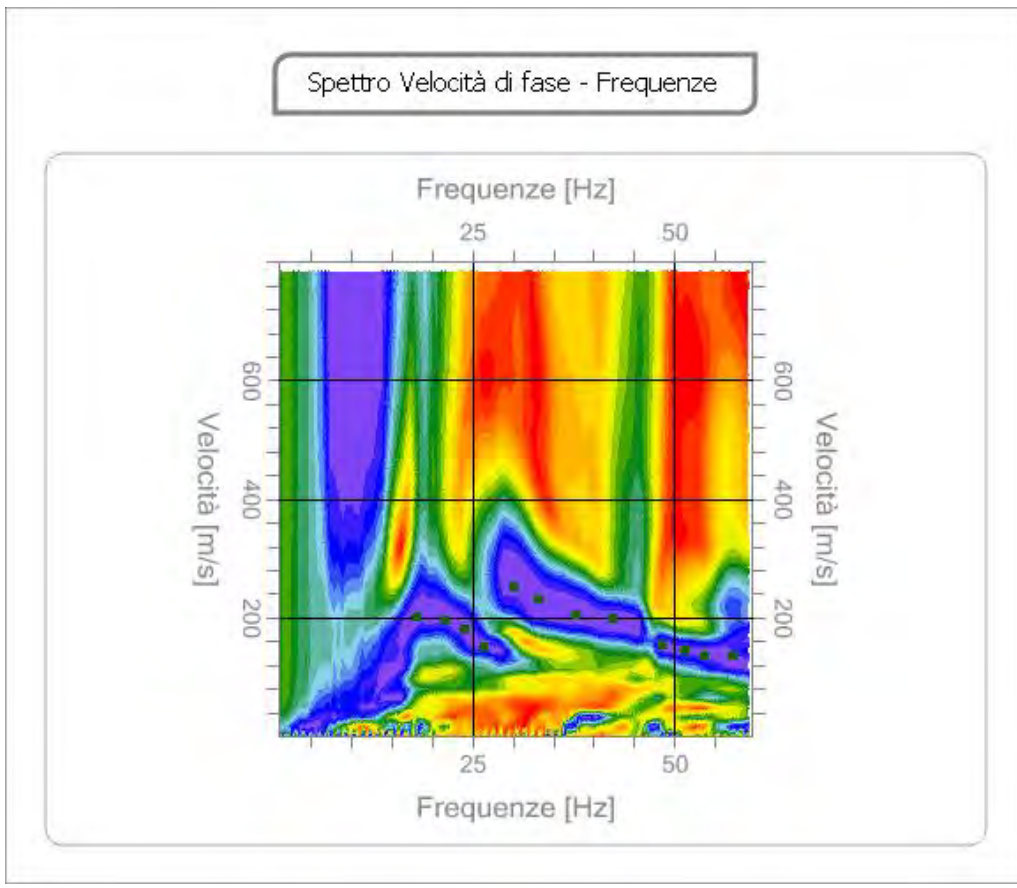 Spettro Velocità di fase - Frequenze
Frequenze [Hz]
25 50
600 600
400 400
200 200
Velocità [m/s] Velocità [m/s]
25 50
Frequenze [Hz]